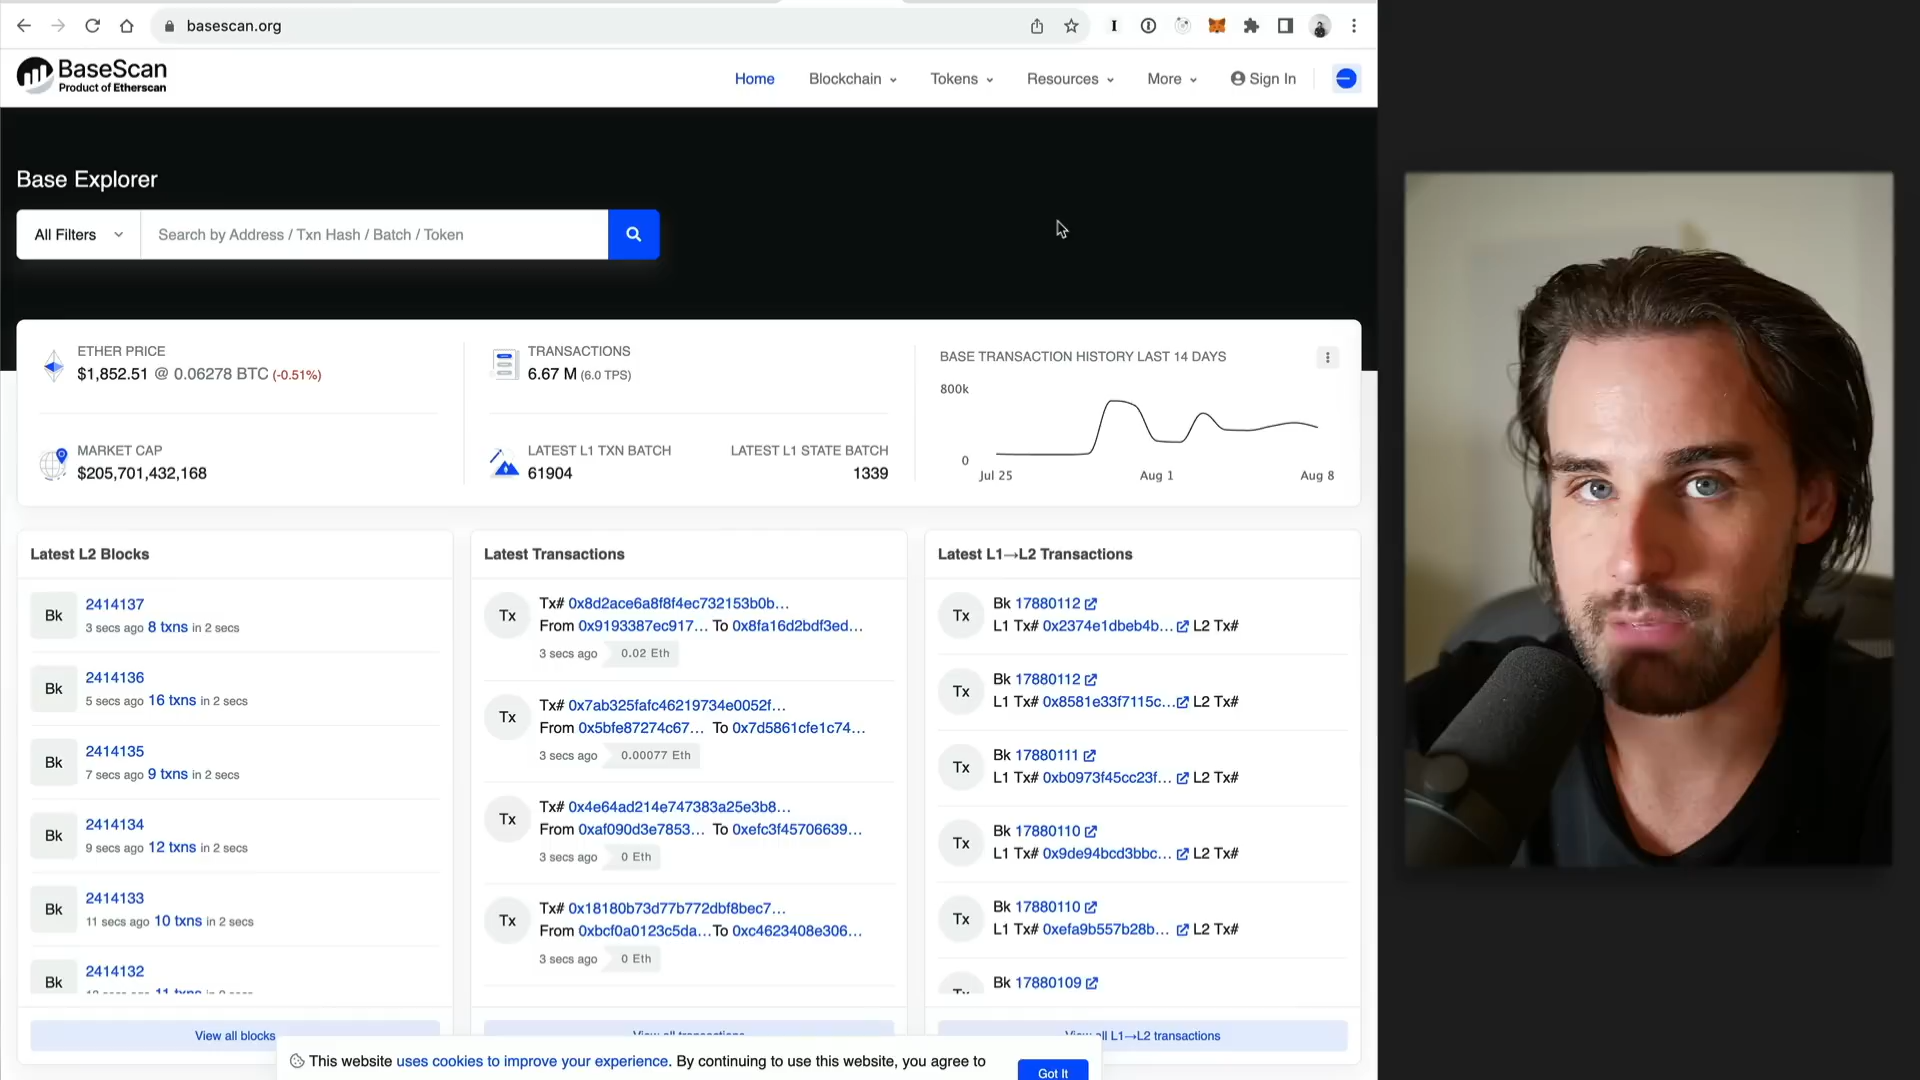 basescan.org
BaseScan
Product of Etherscan
Home
Blockchain
Tokens
Resources
More
Sign In
Base Explorer
All Filters
Search by Address / Txn Hash / Batch / Token
ETHER PRICE
$1,852.51 @ 0.06278 BTC (-0.51%)
MARKET CAP
$205,701,432,168
TRANSACTIONS
6.67 M (6.0 TPS)
LATEST L1 TXN BATCH
61904
LATEST L1 STATE BATCH
1339
BASE TRANSACTION HISTORY LAST 14 DAYS
800k
0
Jul 25
Aug 1
Aug 8
Latest L2 Blocks
Bk
2414137
3 secs ago 8 txns in 2 secs
Bk
2414136
5 secs ago 16 txns in 2 secs
Bk
2414135
7 secs ago 9 txns in 2 secs
Bk
2414134
9 secs ago 12 txns in 2 secs
Bk
2414133
11 secs ago 10 txns in 2 secs
Bk
2414132
View all blocks
Latest Transactions
Tx
Tx# 0x8d2ace6a8f8f4ec732153b0b...
From 0x9193387ec917... To 0x8fa16d2bdf3ed...
3 secs ago 0.02 Eth
Tx
Tx# 0x7ab325fafc46219734e0052f...
From 0x5bfe87274c67... To 0x7d5861cfe1c74...
3 secs ago 0.00077 Eth
Tx
Tx# 0x4e64ad214e747383a25e3b8...
From 0xaf090d3e7853... To 0xefc3f45706639...
3 secs ago 0 Eth
Tx
Tx# 0x18180b73d77b772dbf8bec7...
From 0xbcf0a0123c5da... To 0xc4623408e306...
3 secs ago 0 Eth
Latest L1→L2 Transactions
Tx
Bk 17880112
L1 Tx# 0x2374e1dbeb4b... L2 Tx#
Tx
Bk 17880112
L1 Tx# 0x8581e33f7115c... L2 Tx#
Tx
Bk 17880111
L1 Tx# 0xb0973f45cc23f... L2 Tx#
Tx
Bk 17880110
L1 Tx# 0x9de94bcd3bbc... L2 Tx#
Tx
Bk 17880110
L1 Tx# 0xefa9b557b28b... L2 Tx#
Bk 17880109
L1→L2 transactions
This website uses cookies to improve your experience. By continuing to use this website, you agree to
Got It